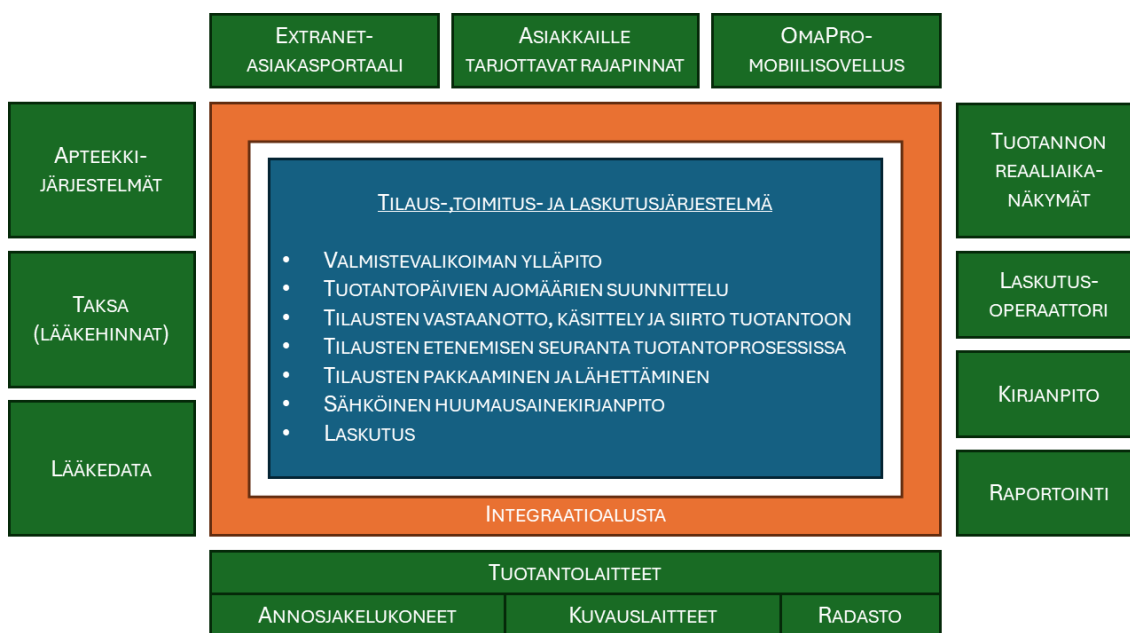 Extranet-
asiakasportaali
Asiakkaille
tarjottavat rajapinnat
OmaPro-
mobiilisovellus
Apteekki-
järjestelmät
Taksa
(lääkehinnat)
Lääkedata
Tilaus-,toimitus- ja laskutusjärjestelmä
• Valmistevalikoiman ylläpito
• Tuotantopäivien ajomäärien suunnittelu
• Tilausten vastaanotto, käsittely ja siirto tuotantoon
• Tilausten etenemisen seuranta tuotantoprosessissa
• Tilausten pakkaaminen ja lähettäminen
• Sähköinen huumausainekirjanpito
• Laskutus
Integraatioalusta
Tuotannon
reaaliaika-
näkymät
Laskutus-
operaattori
Kirjanpito
Raportointi
Tuotantolaitteet
Annosjakelukoneet
Kuvauslaitteet
Radasto